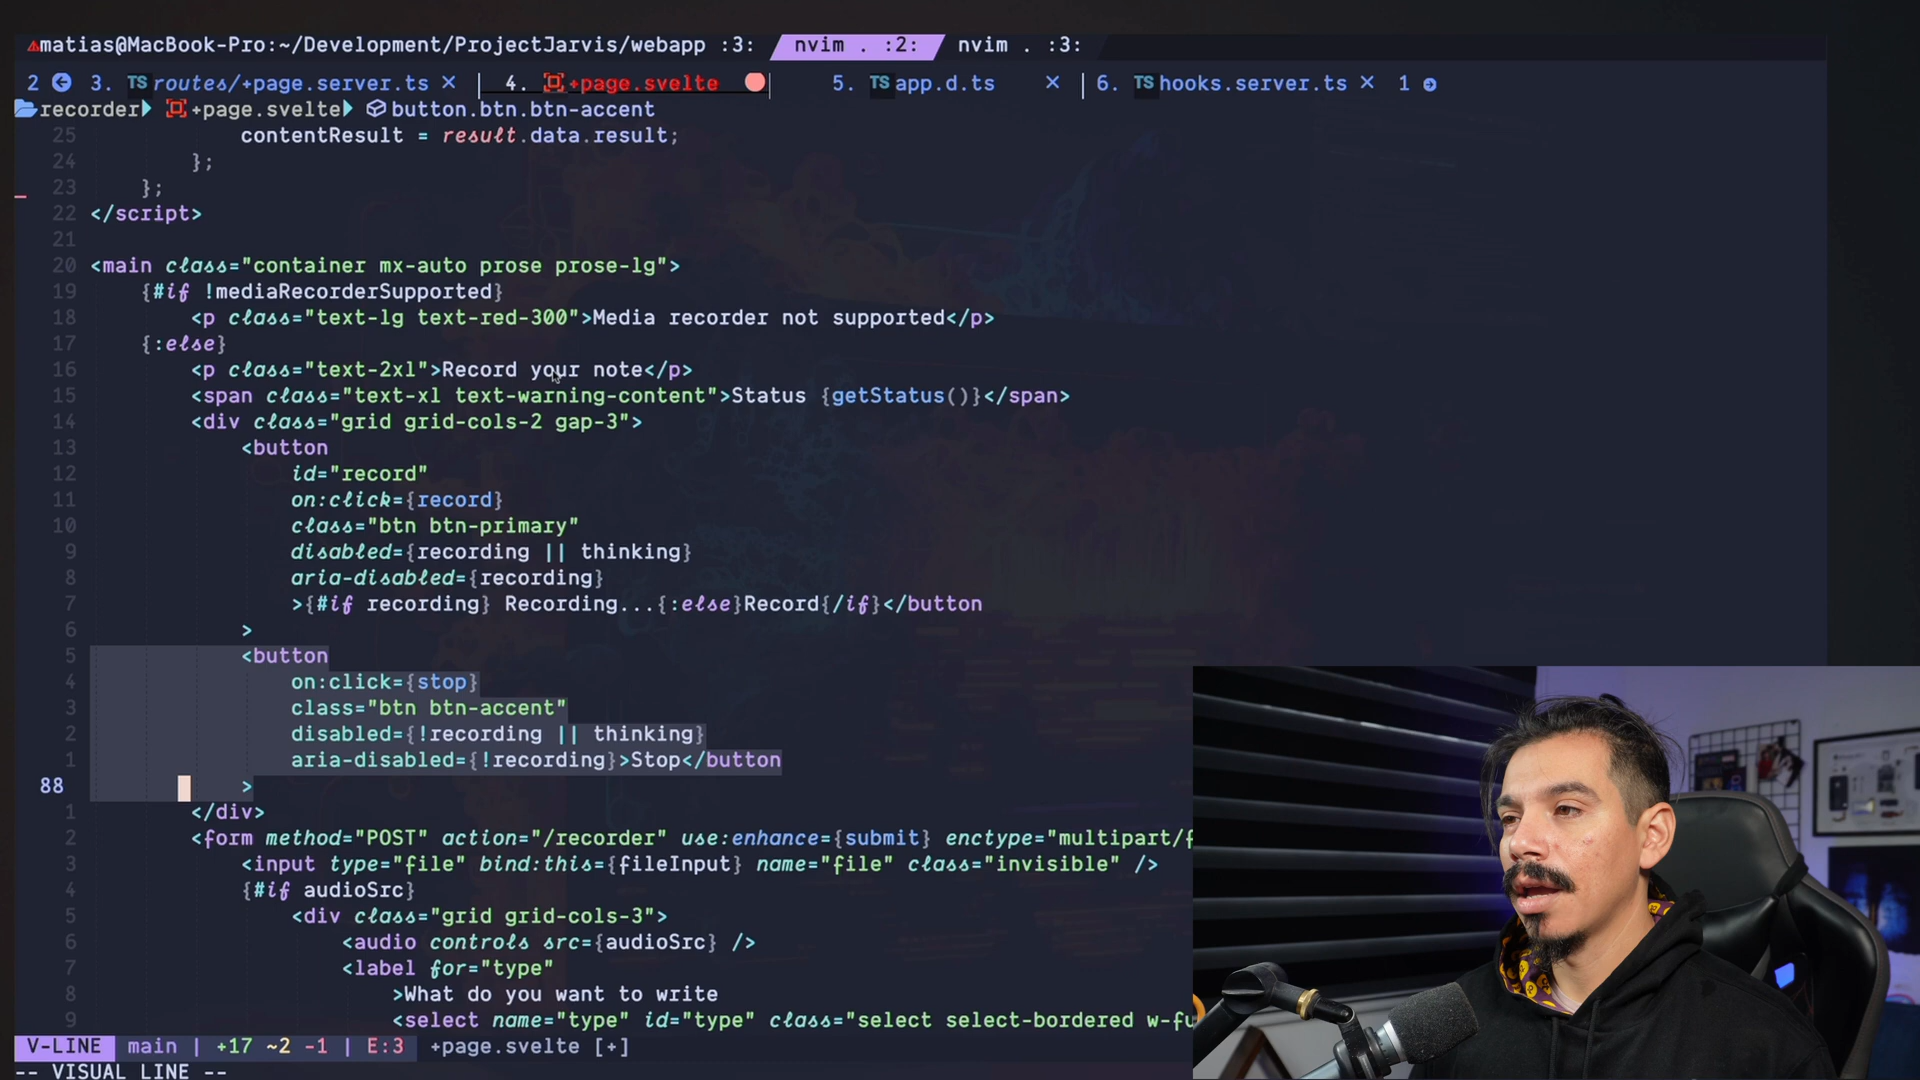 matias@MacBook-Pro:~/Development/ProjectJarvis/webapp :3: nvim . :2: nvim . :3:
2 3. TS routes/+page.server.ts × 4. +page.svelte 5. TS app.d.ts × 6. TS hooks.server.ts × 1
recorder +page.svelte button.btn.btn-accent
25 contentResult = result.data.result;
24 };
23 };
22 </script>
21
20 <main class="container mx-auto prose prose-lg">
19 {#if !mediaRecorderSupported}
18 <p class="text-lg text-red-300">Media recorder not supported</p>
17 {:else}
16 <p class="text-2xl">Record your note</p>
15 <span class="text-xl text-warning-content">Status {getStatus()}</span>
14 <div class="grid grid-cols-2 gap-3">
13 <button
12 id="record"
11 on:click={record}
10 class="btn btn-primary"
9 disabled={recording || thinking}
8 aria-disabled={recording}
7 >{#if recording} Recording...{:else}Record{/if}</button
6 >
5 <button
4 on:click={stop}
3 class="btn btn-accent"
2 disabled={!recording || thinking}
1 aria-disabled={!recording}>Stop</button
88 >
1 </div>
2 <form method="POST" action="/recorder" use:enhance={submit} enctype="multipart/f
3 <input type="file" bind:this={fileInput} name="file" class="invisible" />
4 {#if audioSrc}
5 <div class="grid grid-cols-3">
6 <audio controls src={audioSrc} />
7 <label for="type"
8 >What do you want to write
9 <select name="type" id="type" class="select select-bordered w-fu
V-LINE main | +17 ~2 -1 | E:3 +page.svelte [+]
-- VISUAL LINE --